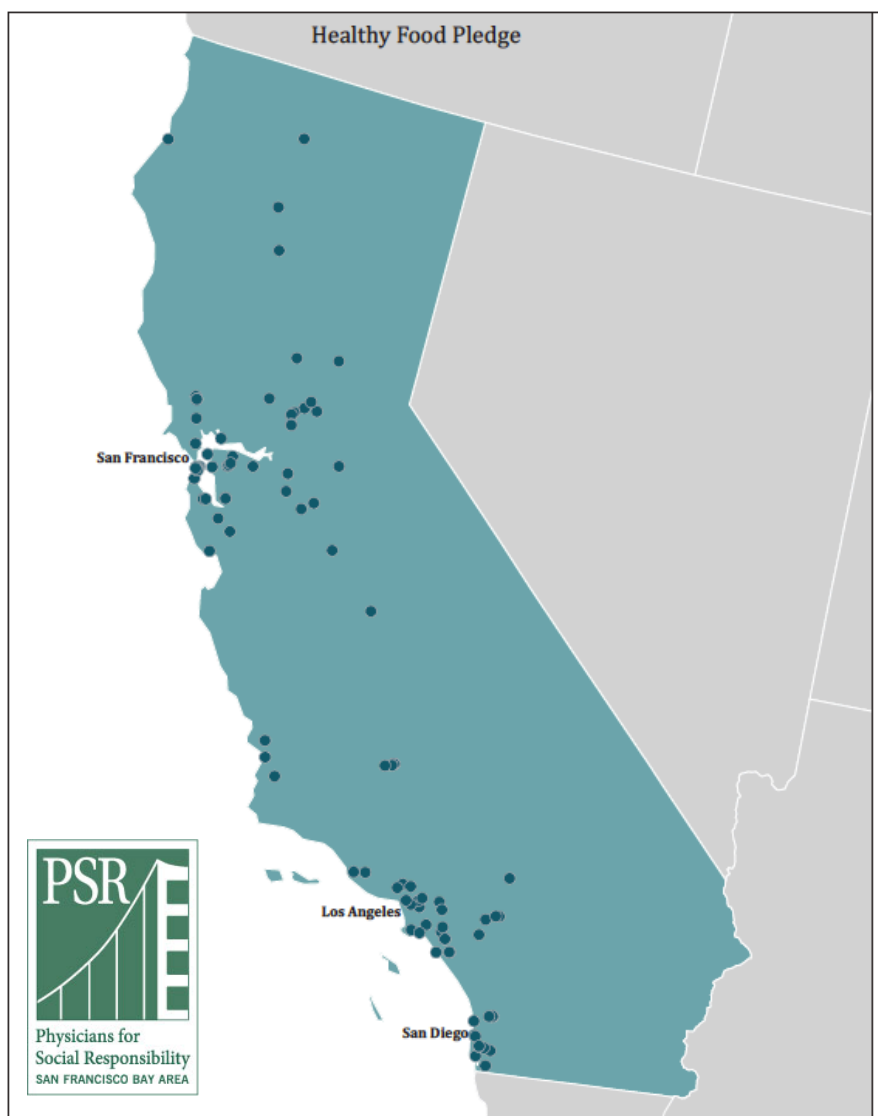 Healthy Food Pledge
San Francisco
Los Angeles
San Diego
PSR
Physicians for
Social Responsibility
SAN FRANCISCO BAY AREA